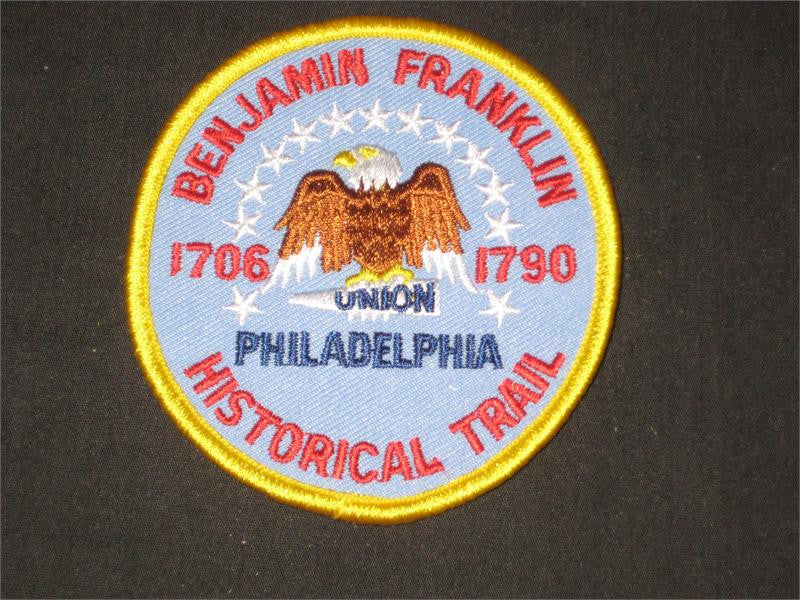 BENJAMIN FRANKLIN
1706 1790
UNION
PHILADELPHIA
HISTORICAL TRAIL